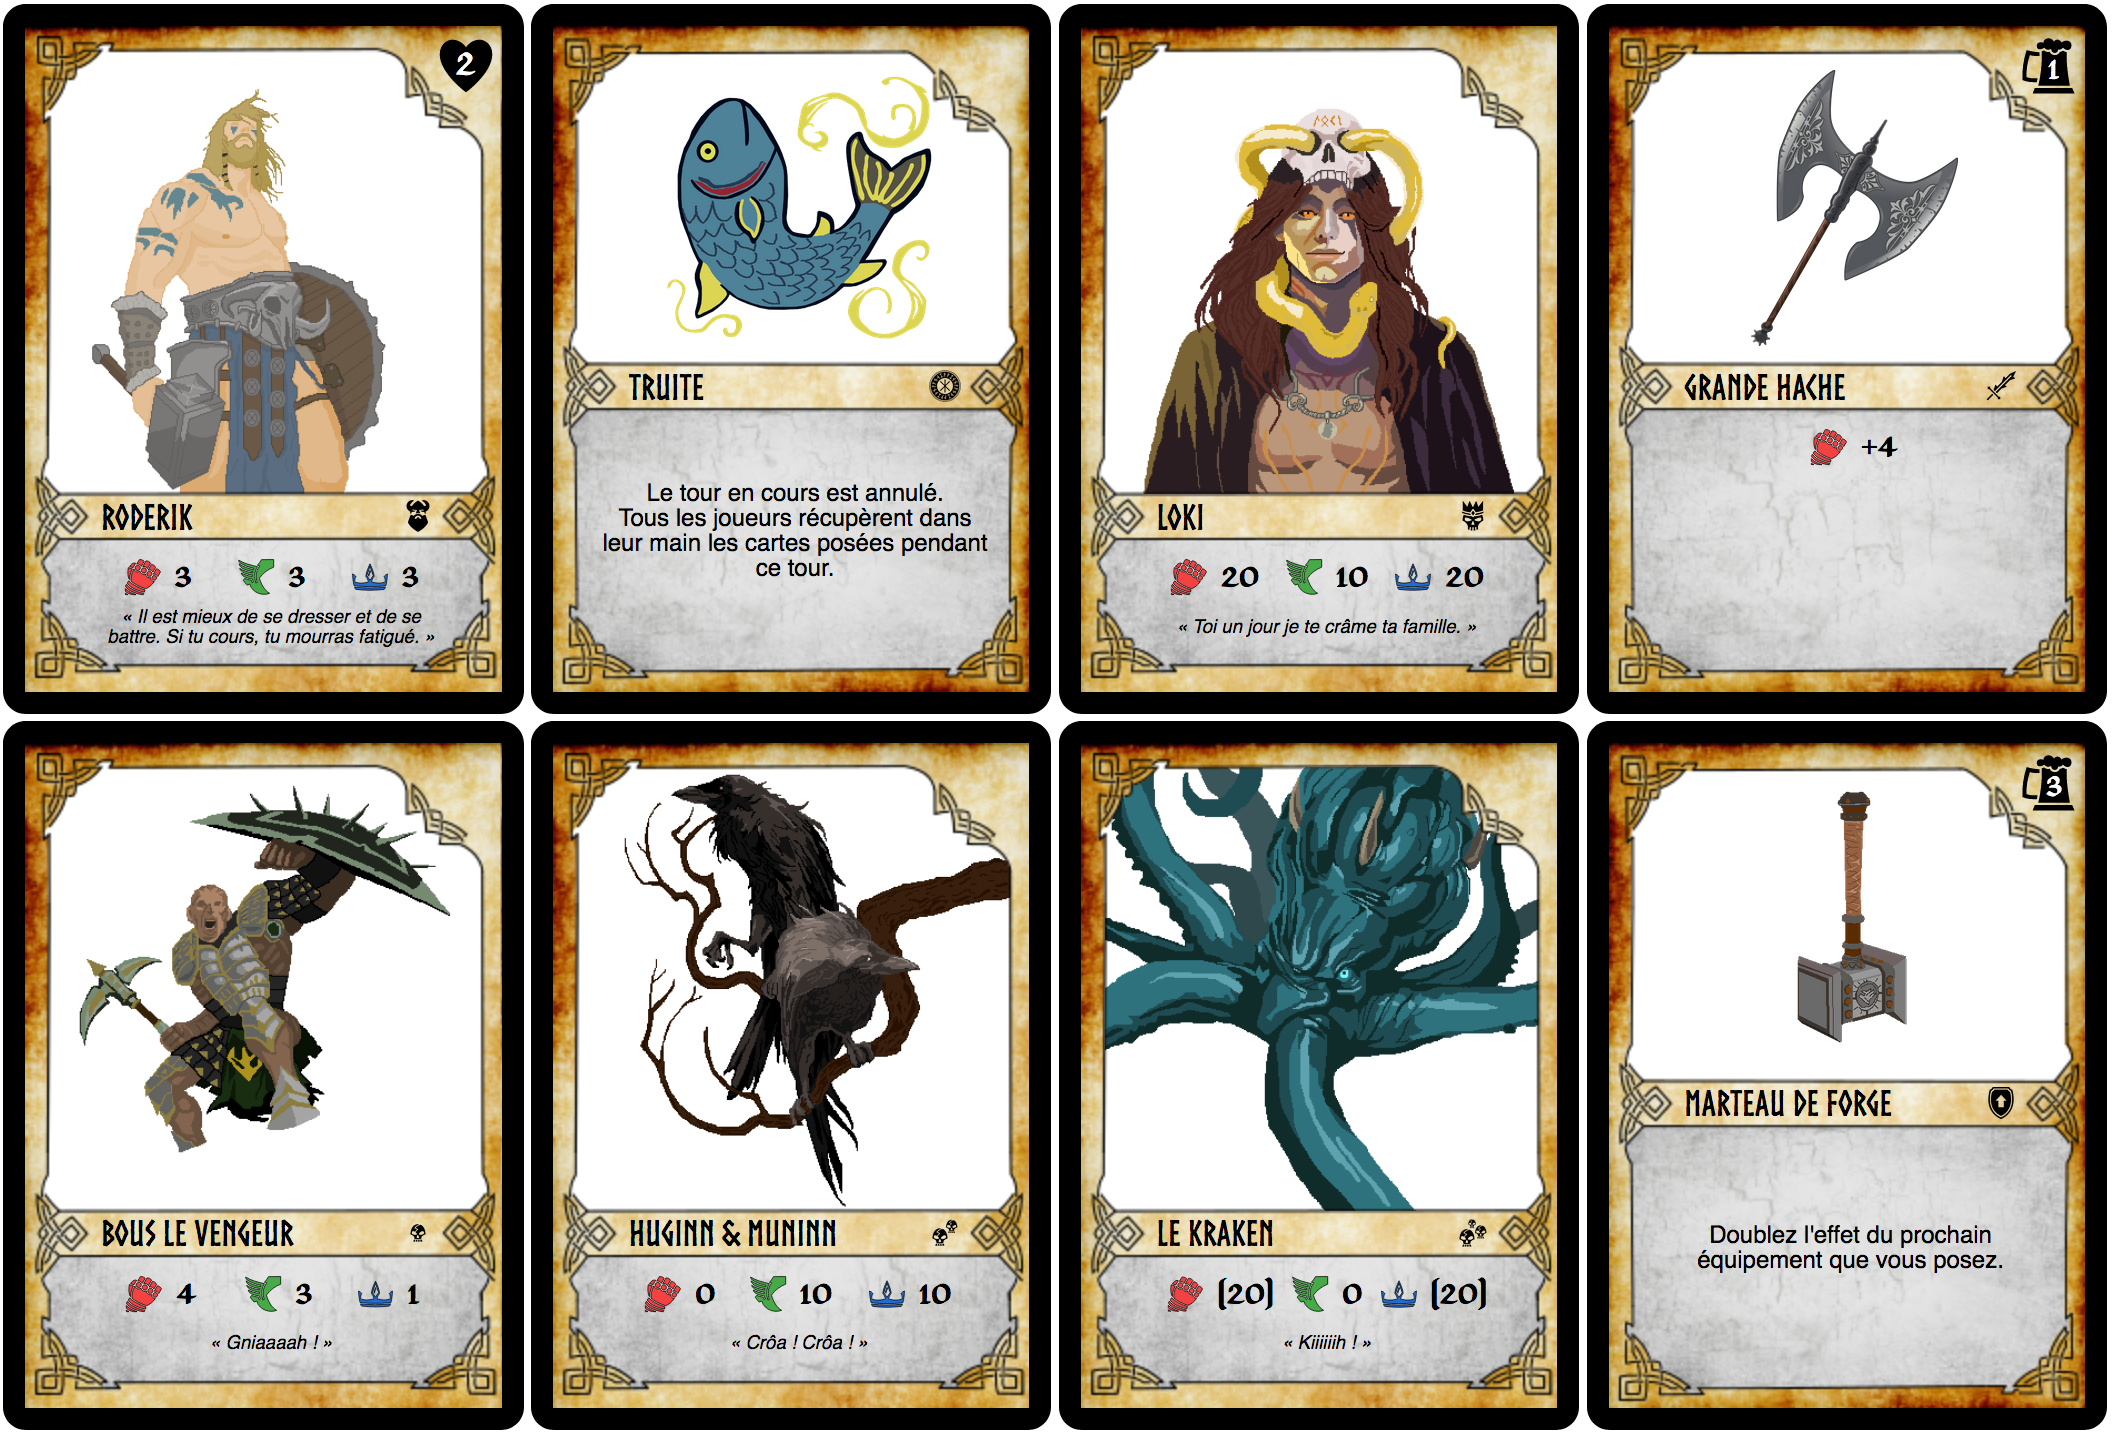 2
RODERIK
3 3 3
« Il est mieux de se dresser et de se
battre. Si tu cours, tu mourras fatigué. »
TRUITE
Le tour en cours est annulé.
Tous les joueurs récupèrent dans
leur main les cartes posées pendant
ce tour.
LOKI
LOKI
20 10 20
« Toi un jour je te crâme ta famille. »
1
GRANDE HACHE
+4
BOUS LE VENGEUR
4 3 1
« Gniaaaah ! »
HUGINN & MUNINN
0 10 10
« Crôa ! Crôa ! »
LE KRAKEN
(20) 0 (20)
« Kiiiiiih ! »
3
MARTEAU DE FORGE
Doublez l'effet du prochain
équipement que vous posez.